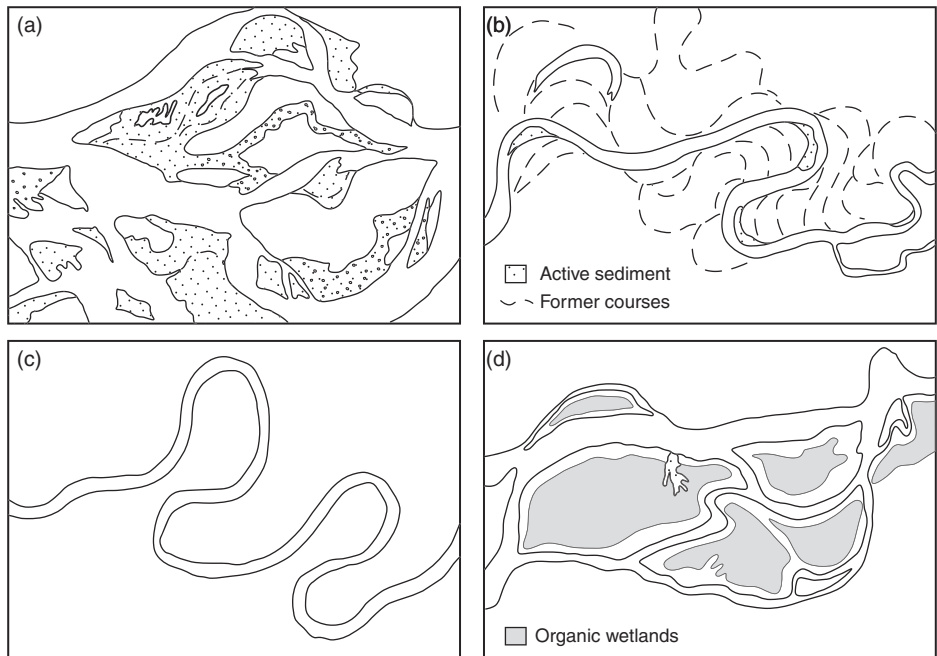 (a)
(b)
Active sediment
Former courses
(c)
(d)
Organic wetlands